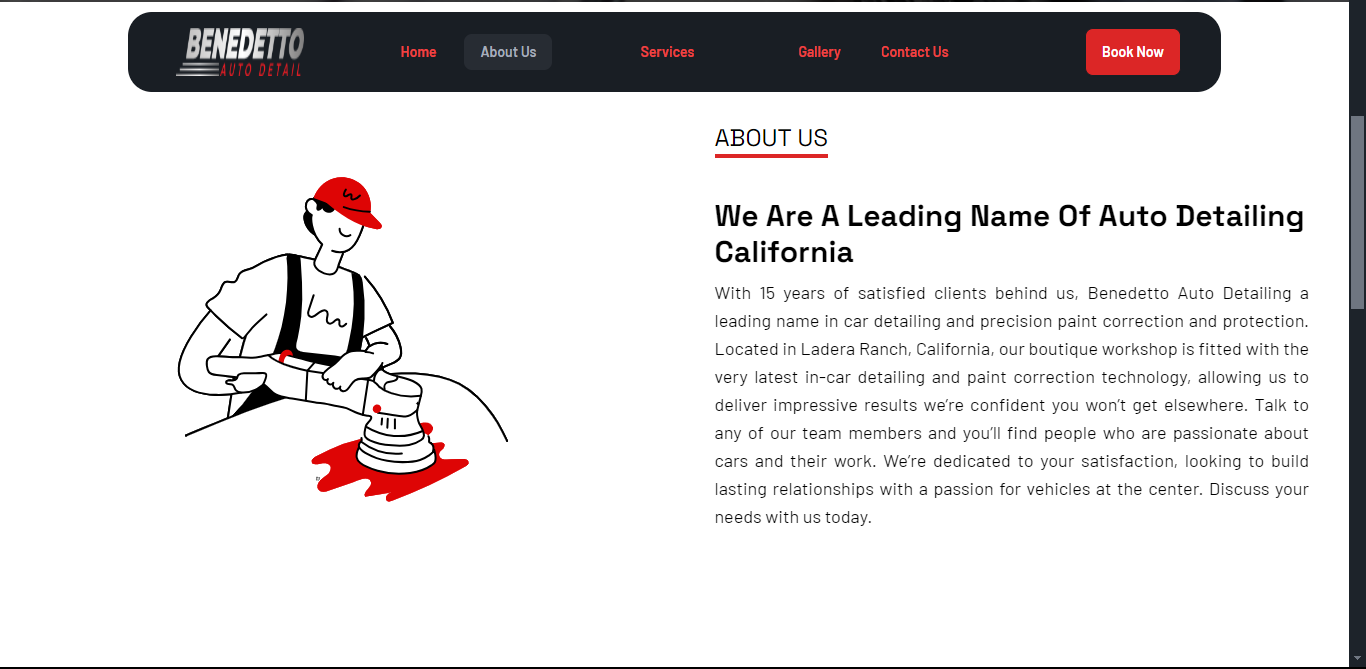 BENEDETTO
AUTO DETAIL
Home
About Us
Services
Gallery
Contact Us
Book Now
ABOUT US
We Are A Leading Name Of Auto Detailing
California
With 15 years of satisfied clients behind us, Benedetto Auto Detailing a
leading name in car detailing and precision paint correction and protection.
Located in Ladera Ranch, California, our boutique workshop is fitted with the
very latest in-car detailing and paint correction technology, allowing us to
deliver impressive results we’re confident you won’t get elsewhere. Talk to
any of our team members and you’ll find people who are passionate about
cars and their work. We’re dedicated to your satisfaction, looking to build
lasting relationships with a passion for vehicles at the center. Discuss your
needs with us today.